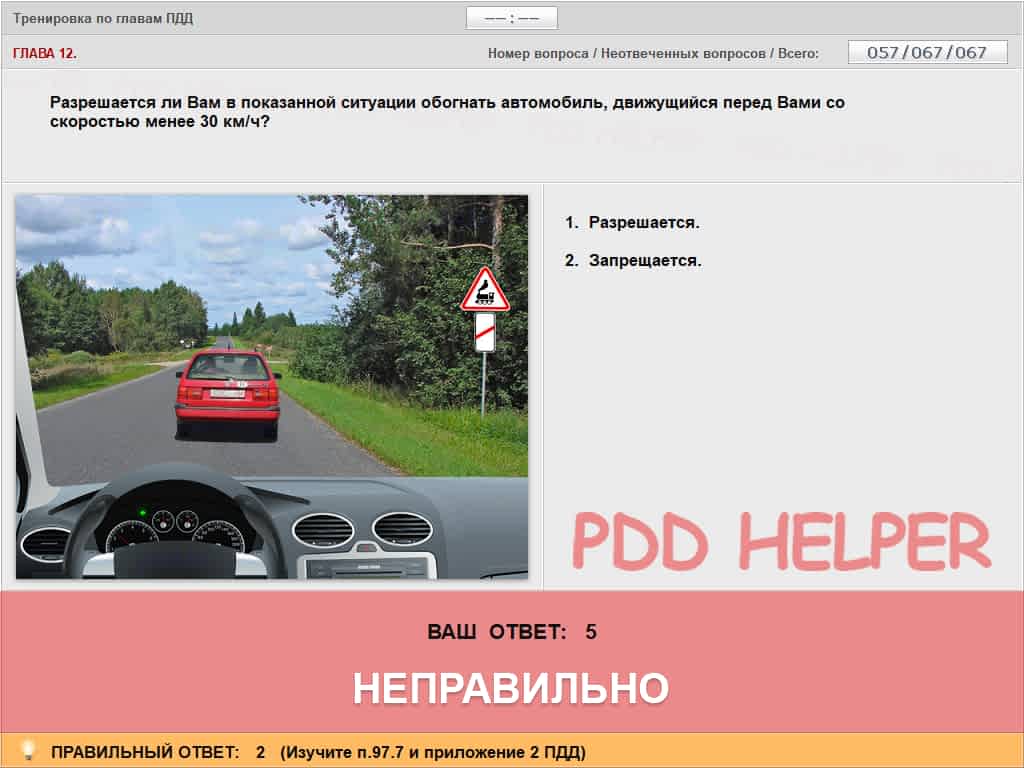 Тренировка по главам ПДД
—— : ——
ГЛАВА 12.
Номер вопроса / Неотвеченных вопросов / Всего:
057/067/067
Разрешается ли Вам в показанной ситуации обогнать автомобиль, движущийся перед Вами со
скоростью менее 30 км/ч?
1. Разрешается.
2. Запрещается.
PDD HELPER
ВАШ ОТВЕТ: 5
НЕПРАВИЛЬНО
ПРАВИЛЬНЫЙ ОТВЕТ: 2 (Изучите п.97.7 и приложение 2 ПДД)